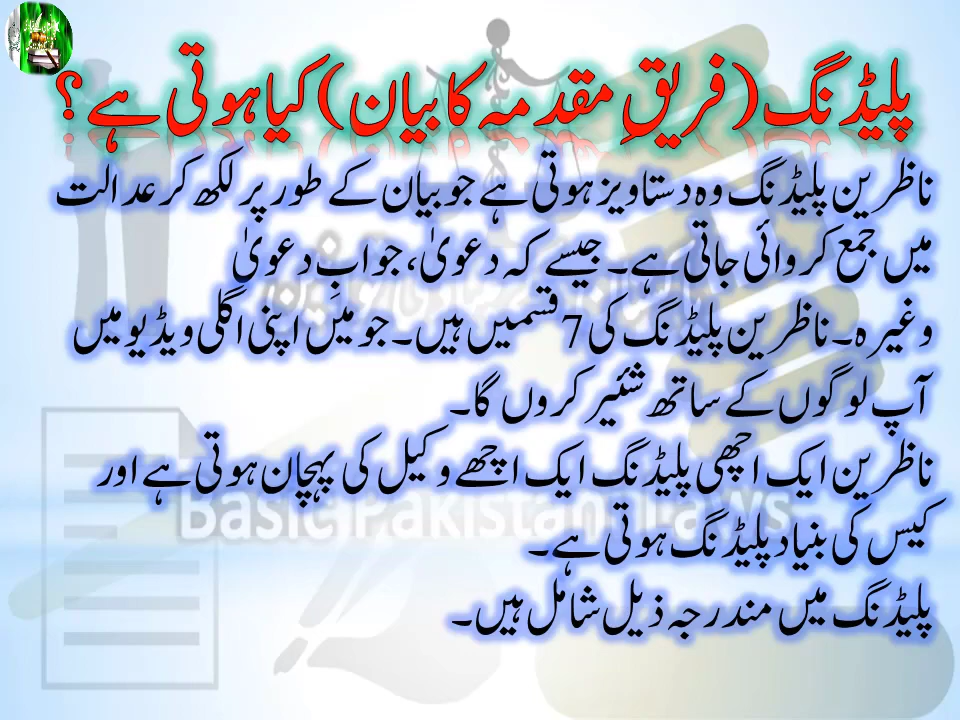 پلیڈنگ (فریقِ مقدمہ کا بیان) کیا ہوتی ہے؟
ناظرین پلیڈنگ وہ دستاویز ہوتی ہے جو بیان کے طور پر لکھ کر عدالت
میں جمع کروائی جاتی ہے۔ جیسے کہ دعویٰ، جوابِ دعویٰ
وغیرہ۔ ناظرین پلیڈنگ کی 7 قسمیں ہیں۔ جو میں اپنی اگلی ویڈیو میں
آپ لوگوں کے ساتھ شئیر کروں گا۔
ناظرین ایک اچھی پلیڈنگ ایک اچھے وکیل کی پہچان ہوتی ہے اور
کیس کی بنیاد پلیڈنگ ہوتی ہے۔
پلیڈنگ میں مندرجہ ذیل شامل ہیں۔
Basic Pakistani Laws